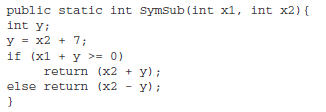 public static int SymSub(int x1, int x2){
int y;
y = x2 + 7;
if (x1 + y >= 0)
     return (x2 + y);
else return (x2 - y);
}